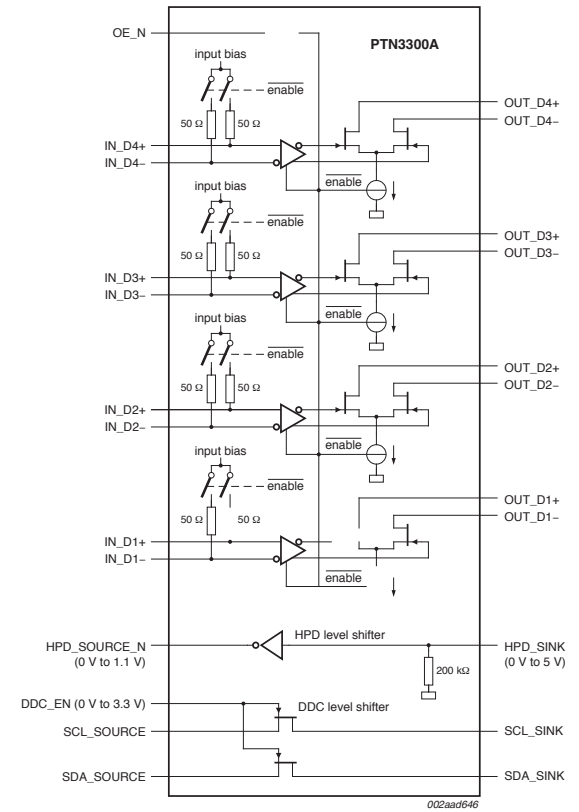 OE_N
PTN3300A
input bias
enable
50 Ω 50 Ω
OUT_D4+
OUT_D4−
IN_D4+
IN_D4−
enable
input bias
enable
50 Ω 50 Ω
OUT_D3+
OUT_D3−
IN_D3+
IN_D3−
enable
input bias
enable
50 Ω 50 Ω
OUT_D2+
OUT_D2−
IN_D2+
IN_D2−
enable
input bias
enable
50 Ω 50 Ω
OUT_D1+
OUT_D1−
IN_D1+
IN_D1−
enable
HPD level shifter
HPD_SOURCE_N
(0 V to 1.1 V)
HPD_SINK
(0 V to 5 V)
200 kΩ
DDC_EN (0 V to 3.3 V)
DDC level shifter
SCL_SOURCE
SCL_SINK
SDA_SOURCE
SDA_SINK
002aad646